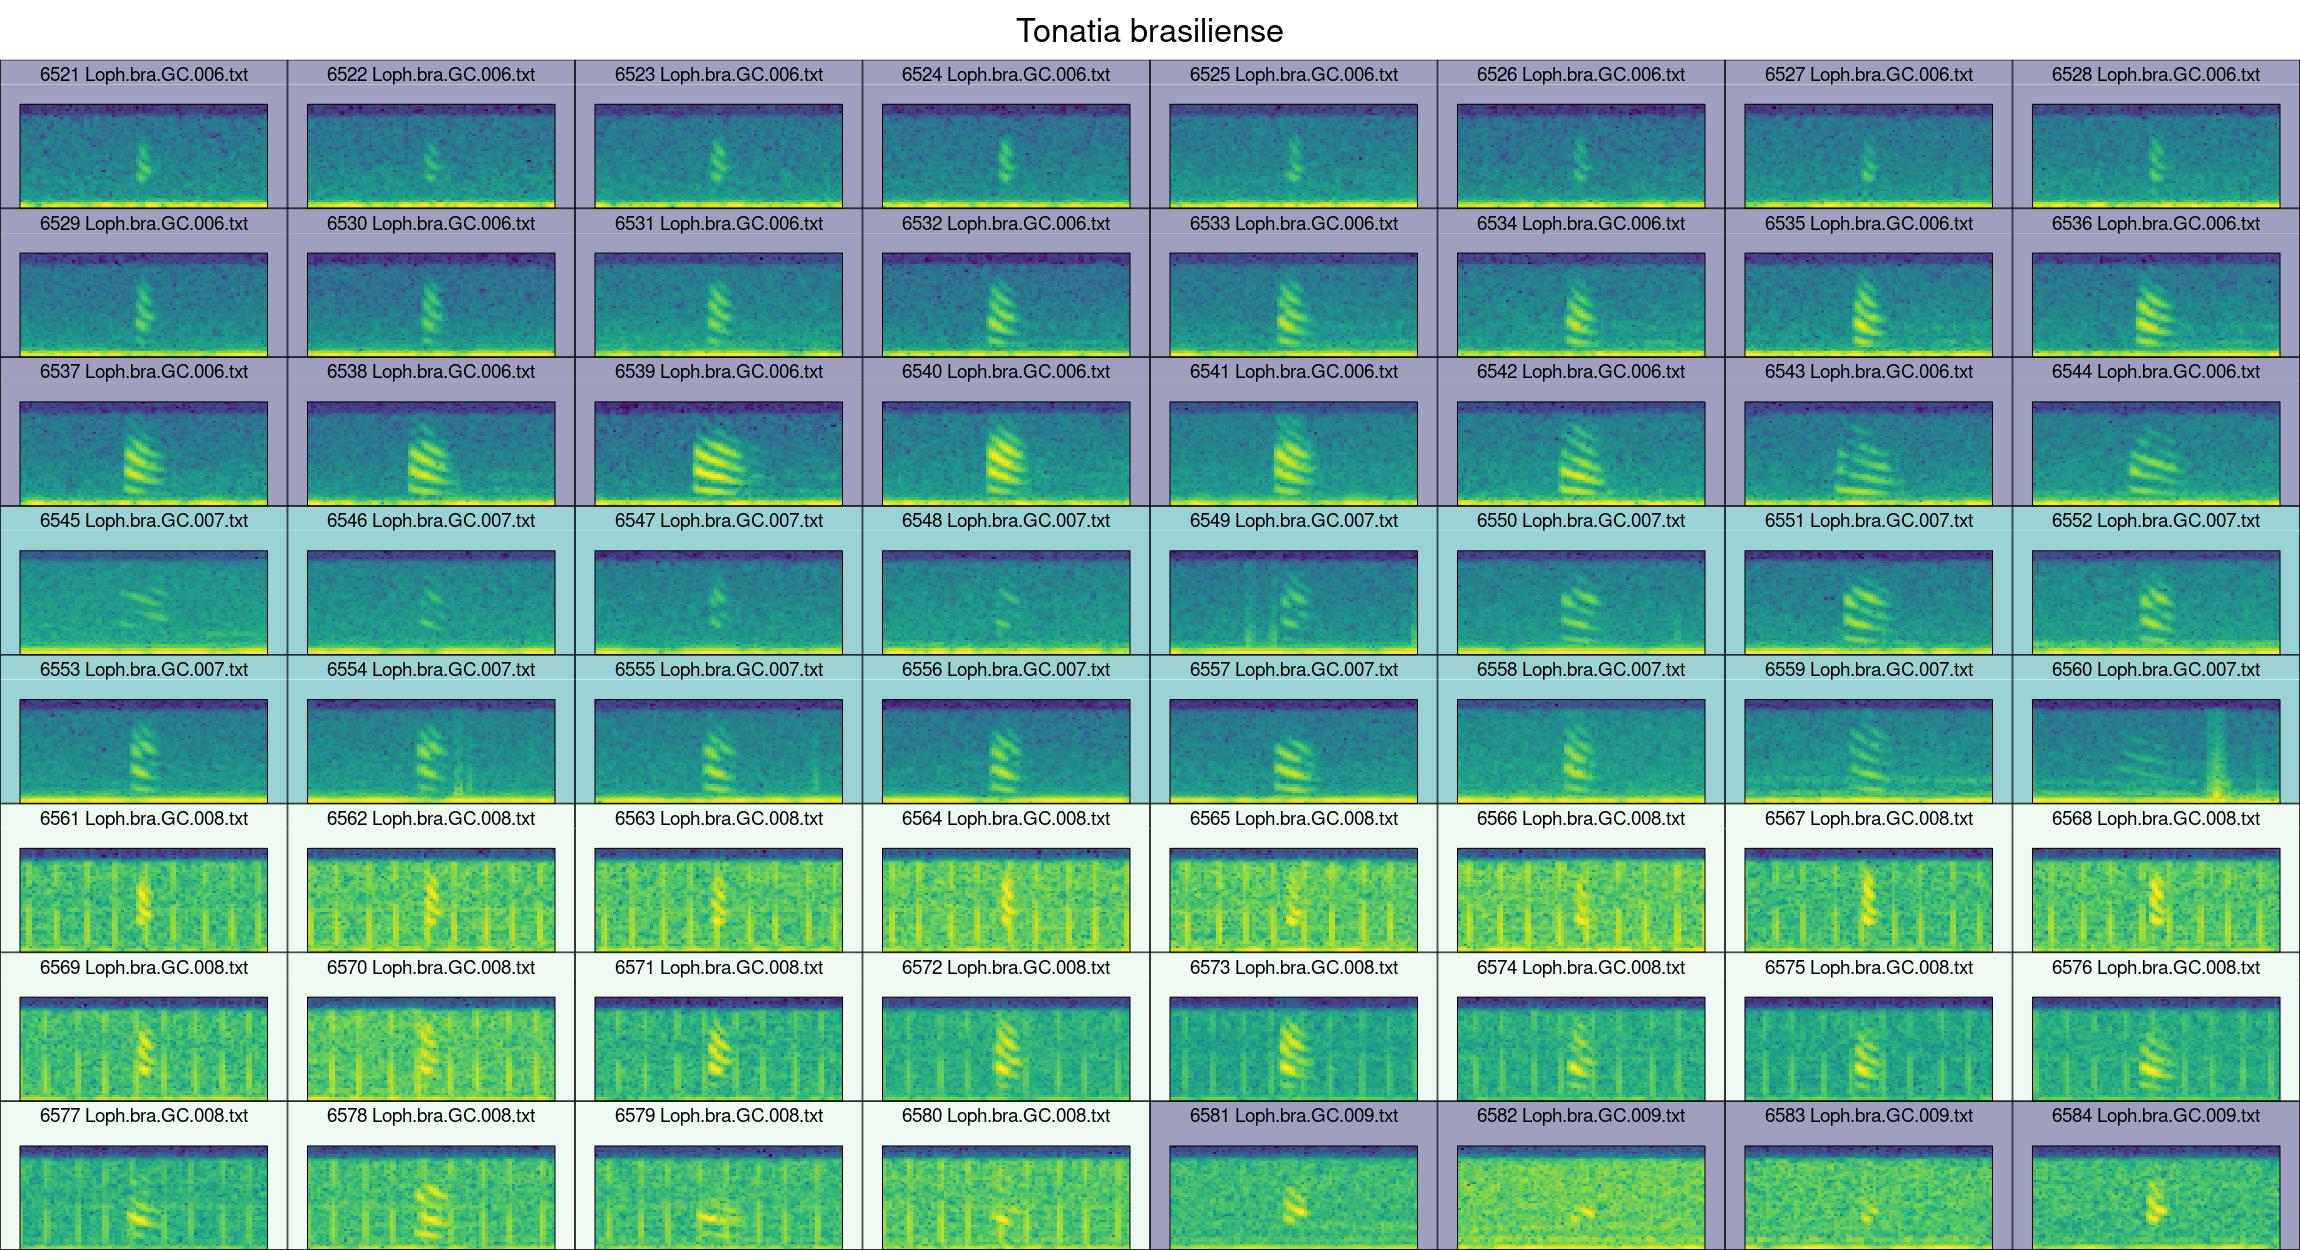 Tonatia brasiliense
6521 Loph.bra.GC.006.txt 6522 Loph.bra.GC.006.txt 6523 Loph.bra.GC.006.txt 6524 Loph.bra.GC.006.txt 6525 Loph.bra.GC.006.txt 6526 Loph.bra.GC.006.txt 6527 Loph.bra.GC.006.txt 6528 Loph.bra.GC.006.txt
6529 Loph.bra.GC.006.txt 6530 Loph.bra.GC.006.txt 6531 Loph.bra.GC.006.txt 6532 Loph.bra.GC.006.txt 6533 Loph.bra.GC.006.txt 6534 Loph.bra.GC.006.txt 6535 Loph.bra.GC.006.txt 6536 Loph.bra.GC.006.txt
6537 Loph.bra.GC.006.txt 6538 Loph.bra.GC.006.txt 6539 Loph.bra.GC.006.txt 6540 Loph.bra.GC.006.txt 6541 Loph.bra.GC.006.txt 6542 Loph.bra.GC.006.txt 6543 Loph.bra.GC.006.txt 6544 Loph.bra.GC.006.txt
6545 Loph.bra.GC.007.txt 6546 Loph.bra.GC.007.txt 6547 Loph.bra.GC.007.txt 6548 Loph.bra.GC.007.txt 6549 Loph.bra.GC.007.txt 6550 Loph.bra.GC.007.txt 6551 Loph.bra.GC.007.txt 6552 Loph.bra.GC.007.txt
6553 Loph.bra.GC.007.txt 6554 Loph.bra.GC.007.txt 6555 Loph.bra.GC.007.txt 6556 Loph.bra.GC.007.txt 6557 Loph.bra.GC.007.txt 6558 Loph.bra.GC.007.txt 6559 Loph.bra.GC.007.txt 6560 Loph.bra.GC.007.txt
6561 Loph.bra.GC.008.txt 6562 Loph.bra.GC.008.txt 6563 Loph.bra.GC.008.txt 6564 Loph.bra.GC.008.txt 6565 Loph.bra.GC.008.txt 6566 Loph.bra.GC.008.txt 6567 Loph.bra.GC.008.txt 6568 Loph.bra.GC.008.txt
6569 Loph.bra.GC.008.txt 6570 Loph.bra.GC.008.txt 6571 Loph.bra.GC.008.txt 6572 Loph.bra.GC.008.txt 6573 Loph.bra.GC.008.txt 6574 Loph.bra.GC.008.txt 6575 Loph.bra.GC.008.txt 6576 Loph.bra.GC.008.txt
6577 Loph.bra.GC.008.txt 6578 Loph.bra.GC.008.txt 6579 Loph.bra.GC.008.txt 6580 Loph.bra.GC.008.txt 6581 Loph.bra.GC.009.txt 6582 Loph.bra.GC.009.txt 6583 Loph.bra.GC.009.txt 6584 Loph.bra.GC.009.txt